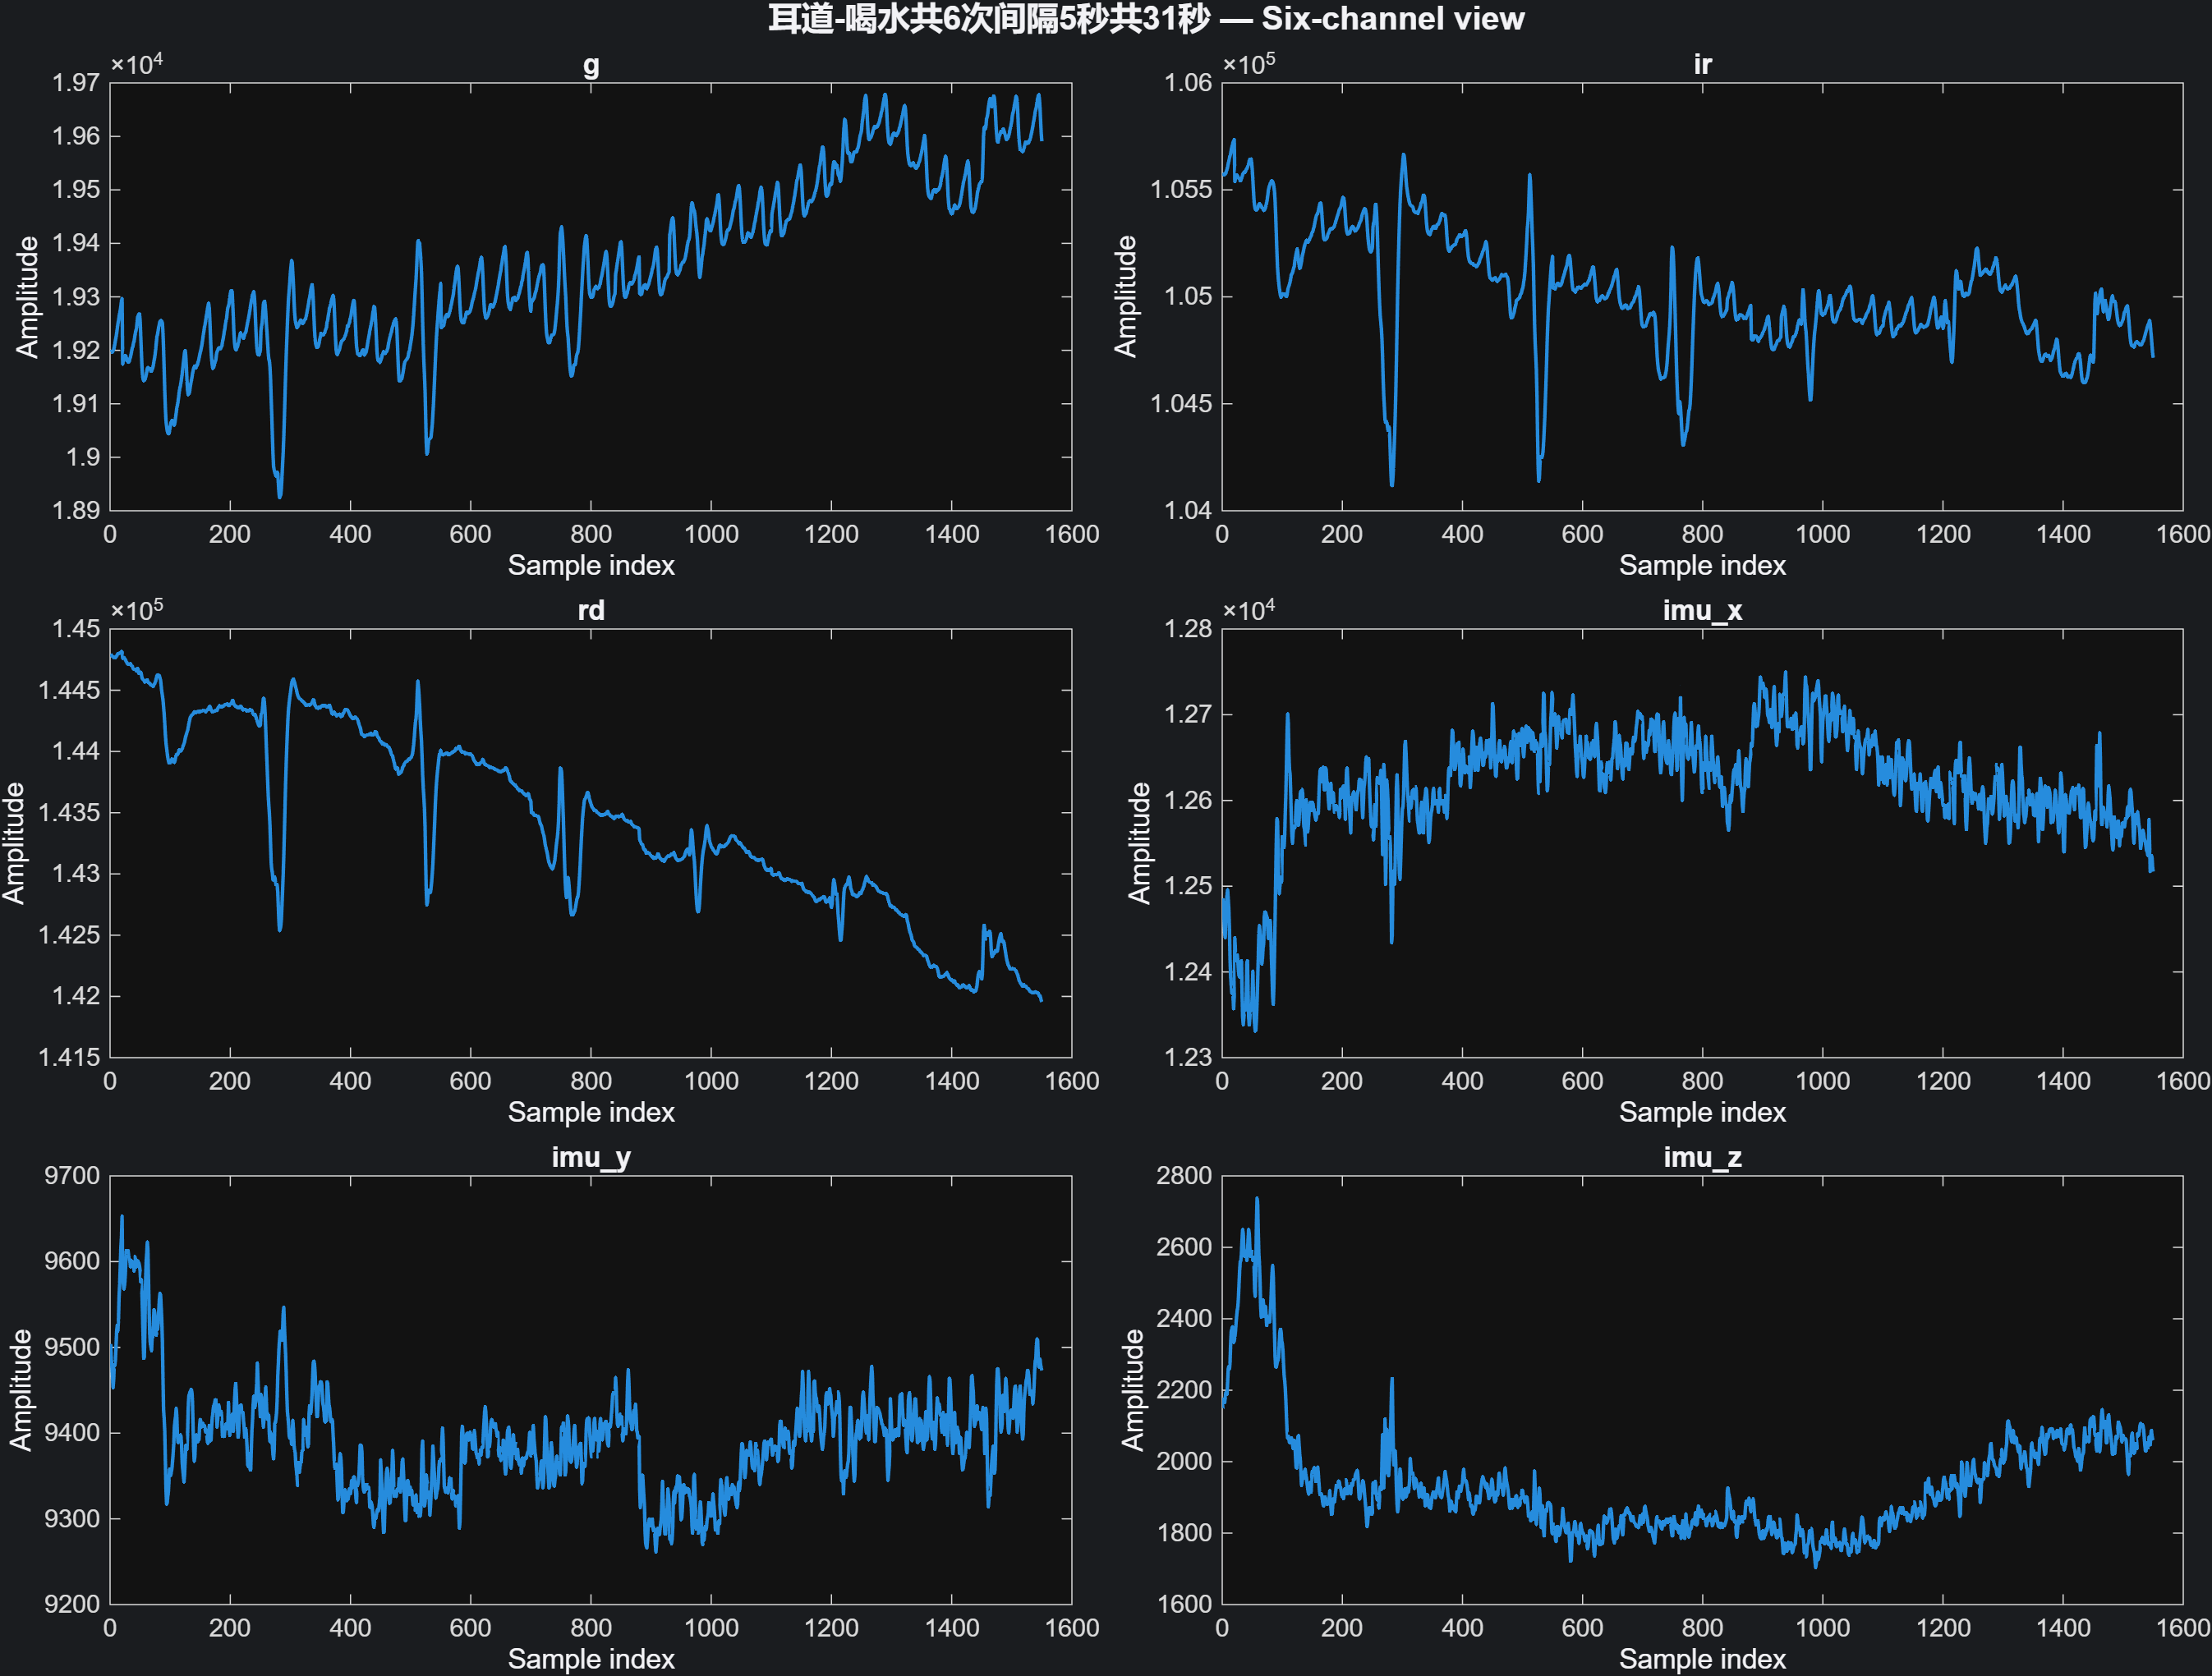 耳道-喝水共6次间隔5秒共31秒 — Six-channel view
×10⁴
g
1.97
1.96
1.95
1.94
1.93
1.92
1.91
1.9
1.89
Amplitude
0 200 400 600 800 1000 1200 1400 1600
Sample index
×10⁵
ir
1.06
1.055
1.05
1.045
1.04
Amplitude
0 200 400 600 800 1000 1200 1400 1600
Sample index
×10⁵
rd
1.45
1.445
1.44
1.435
1.43
1.425
1.42
1.415
Amplitude
0 200 400 600 800 1000 1200 1400 1600
Sample index
×10⁴
imu_x
1.28
1.27
1.26
1.25
1.24
1.23
Amplitude
0 200 400 600 800 1000 1200 1400 1600
Sample index
imu_y
9700
9600
9500
9400
9300
9200
Amplitude
0 200 400 600 800 1000 1200 1400 1600
Sample index
imu_z
2800
2600
2400
2200
2000
1800
1600
Amplitude
0 200 400 600 800 1000 1200 1400 1600
Sample index